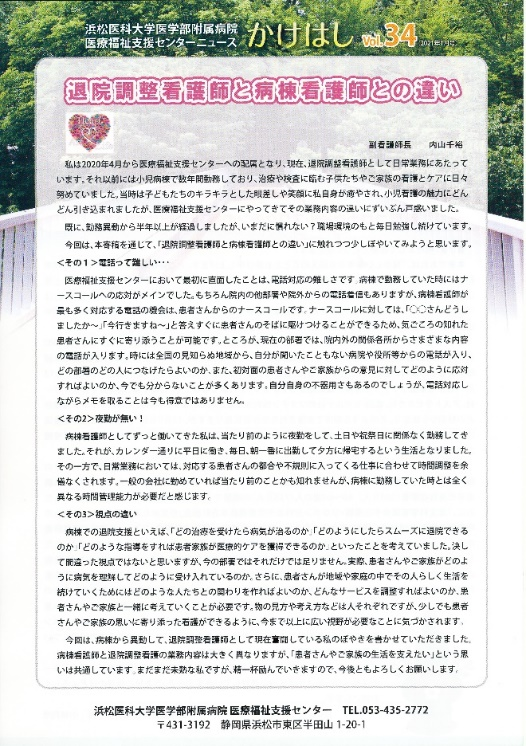 浜松医科大学医学部附属病院
医療福祉支援センターニュース かけはし Vol.34 2021年1月号
退院調整看護師と病棟看護師との違い
副看護師長 内山千裕
私は2020年4月から医療福祉支援センターへの配属となり、現在、退院調整看護師として日常業務にあたって
います。それ以前には小児病棟で数年間勤務しており、治療や検査に臨む子供たちやご家族の看護とケアに日々
努めていました。当時は子どもたちのキラキラとした眼差しや笑顔に私自身が癒やされ、小児看護の魅力にどん
どん引き込まれましたが、医療福祉支援センターにやってきてその業務内容の違いにずいぶん戸惑いました。
既に、勤務異動から半年以上が経過しましたが、いまだに慣れない?職場環境のもと毎日勉強し続けています。
今回は、本寄稿を通じて、「退院調整看護師と病棟看護師との違い」に触れつつ少しぼやいてみようと思います。
<その1>電話って難しい・・・
医療福祉支援センターにおいて最初に直面したことは、電話対応の難しさです。病棟で勤務していた時にはナ
ースコールへの応対がメインでした。もちろん院内の他部署や院外からの電話着信もありますが、病棟看護師が
最も多く対応する電話の機会は、患者さんからのナースコールです。ナースコールに対しては、「〇〇さんどうし
ましたか〜」「今行きますね〜」と答えすぐに患者さんのそばに駆けつけることができるため、気ごころの知れた
患者さんにすぐに寄り添うことが可能です。ところが、現在の部署では、院内外の関係各所からさまざまな内容
の電話が入ります。時には全国の見知らぬ地域から、自分が聞いたこともない病院や役所等からの電話が入り、
どの部署のどの人につなげたらよいのか、また、初対面の患者さんやご家族からの意見に対してどのように応対
すればよいのか、今でも分からないことが多くあります。自分自身の不器用さもあるのでしょうが、電話対応し
ながらメモを取ることは今も得意ではありません。
<その2>夜勤が無い!
病棟看護師としてずっと働いてきた私は、当たり前のように夜勤をして、土日や祝祭日に関係なく勤務してき
ました。それが、カレンダー通りに平日に働き、毎日、朝一番に出勤して夕方に帰宅するという生活となりました。
その一方で、日常業務においては、対応する患者さんの都合や不規則に入ってくる仕事に合わせて時間調整を余
儀なくされます。一般の会社に勤めていれば当たり前のことかも知れませんが、病棟に勤務していた時とは全く
異なる時間管理能力が必要だと感じます。
<その3>視点の違い
病棟での退院支援といえば、「どの治療を受けたら病気が治るのか」「どのようにしたらスムーズに退院できる
のか」「どのような指導をすれば患者家族が医療的ケアを獲得できるのか」といったことを考えていました。決し
て間違った視点ではないと思いますが、今の部署ではそれだけでは足りません。実際、患者さんやご家族がどのよ
うに病気を理解してどのように受け入れているのか。さらに、患者さんが地域や家庭の中でその人らしく生活を
続けていくためにはどのような人たちとの関わりを作ればよいのか、どんなサービスを調整すればよいのか、患
者さんやご家族と一緒に考えていくことが必要です。物の見方や考え方などは人それぞれですが、少しでも患者
さんやご家族の思いに寄り添った看護ができるように、今まで以上に広い視野が必要なことに気づかされます。
今回は、病棟から異動して、退院調整看護師として現在奮闘している私のぼやきを書かせていただきました。
病棟看護師と退院調整看護の業務内容は大きく異なりますが、「患者さんやご家族の生活を支えたい」という思
いは共通しています。まだまだ未熟な私ですが、精一杯励んでいきますので、今後ともよろしくお願いします。
浜松医科大学医学部附属病院 医療福祉支援センター TEL.053-435-2772
〒431-3192 静岡県浜松市東区半田山 1-20-1